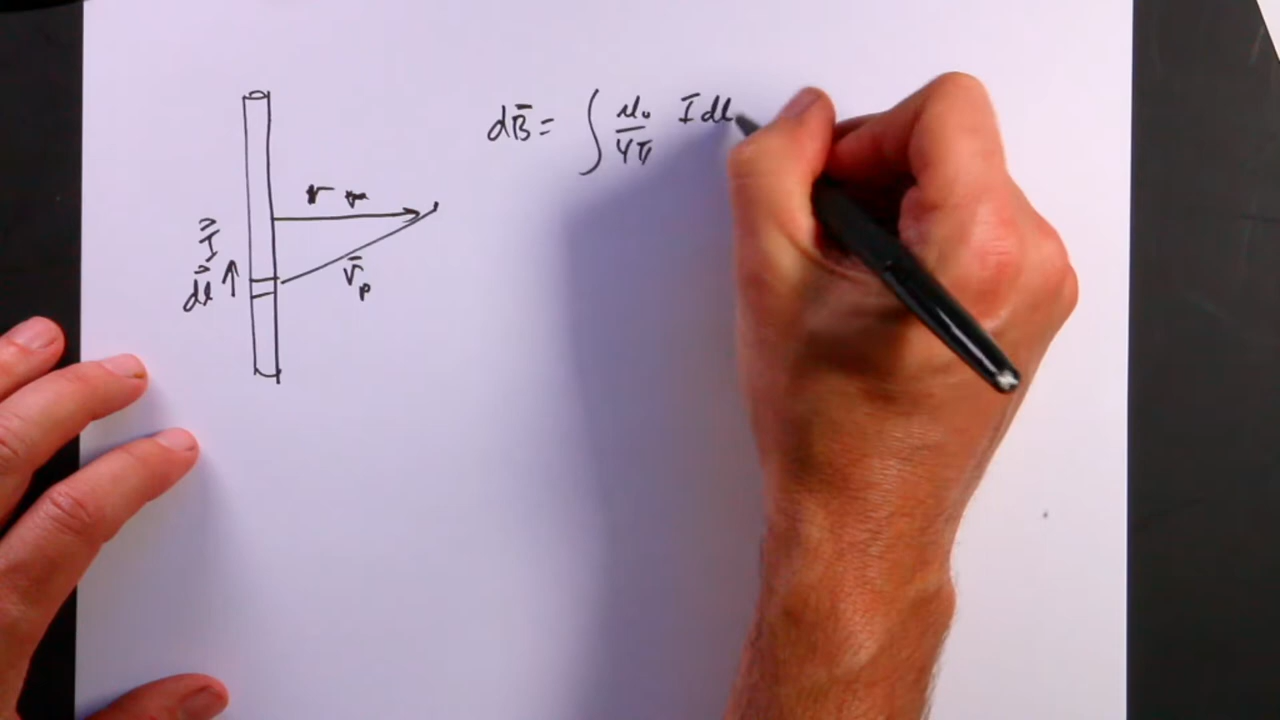 dB̄ = ∫ μ₀/4π I dl
r
I⃗
dl⃗
r̄ₚ